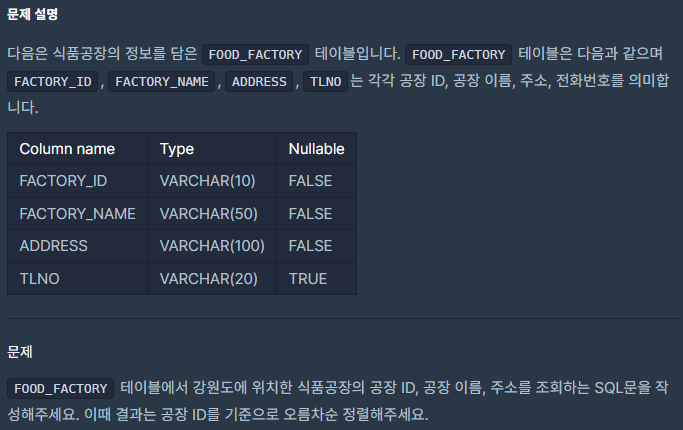 문제 설명
다음은 식품공장의 정보를 담은 FOOD_FACTORY 테이블입니다. FOOD_FACTORY 테이블은 다음과 같으며
FACTORY_ID , FACTORY_NAME , ADDRESS , TLNO 는 각각 공장 ID, 공장 이름, 주소, 전화번호를 의미합
니다.
Column name Type Nullable
FACTORY_ID VARCHAR(10) FALSE
FACTORY_NAME VARCHAR(50) FALSE
ADDRESS VARCHAR(100) FALSE
TLNO VARCHAR(20) TRUE
문제
FOOD_FACTORY 테이블에서 강원도에 위치한 식품공장의 공장 ID, 공장 이름, 주소를 조회하는 SQL문을 작
성해주세요. 이때 결과는 공장 ID를 기준으로 오름차순 정렬해주세요.